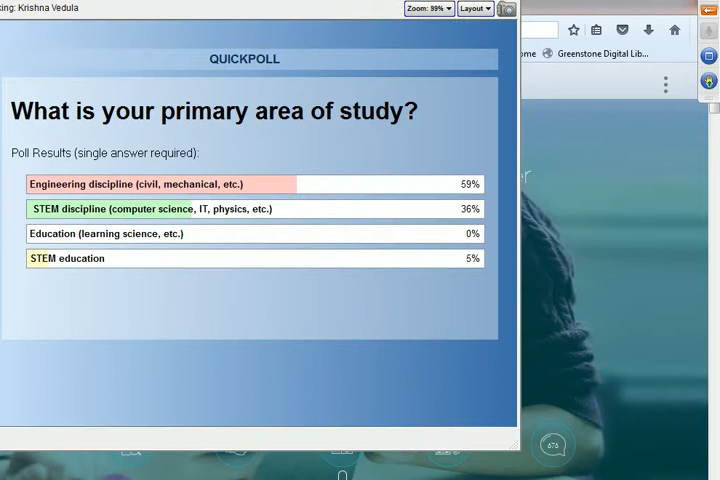 king: Krishna Vedula
Zoom: 99%
Layout
QUICKPOLL
What is your primary area of study?
Poll Results (single answer required):
Engineering discipline (civil, mechanical, etc.) 59%
STEM discipline (computer science, IT, physics, etc.) 36%
Education (learning science, etc.) 0%
STEM education 5%
ome
Greenstone Digital Lib...
er
676